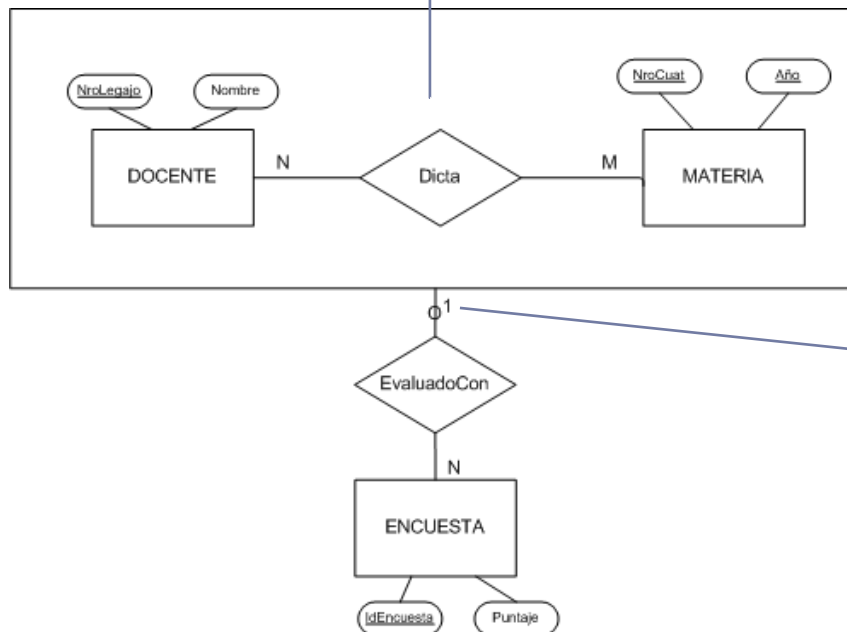 NroLegajo
Nombre
NroCuat
Año
DOCENTE
N
Dicta
M
MATERIA
1
EvaluadoCon
N
ENCUESTA
IdEncuesta
Puntaje